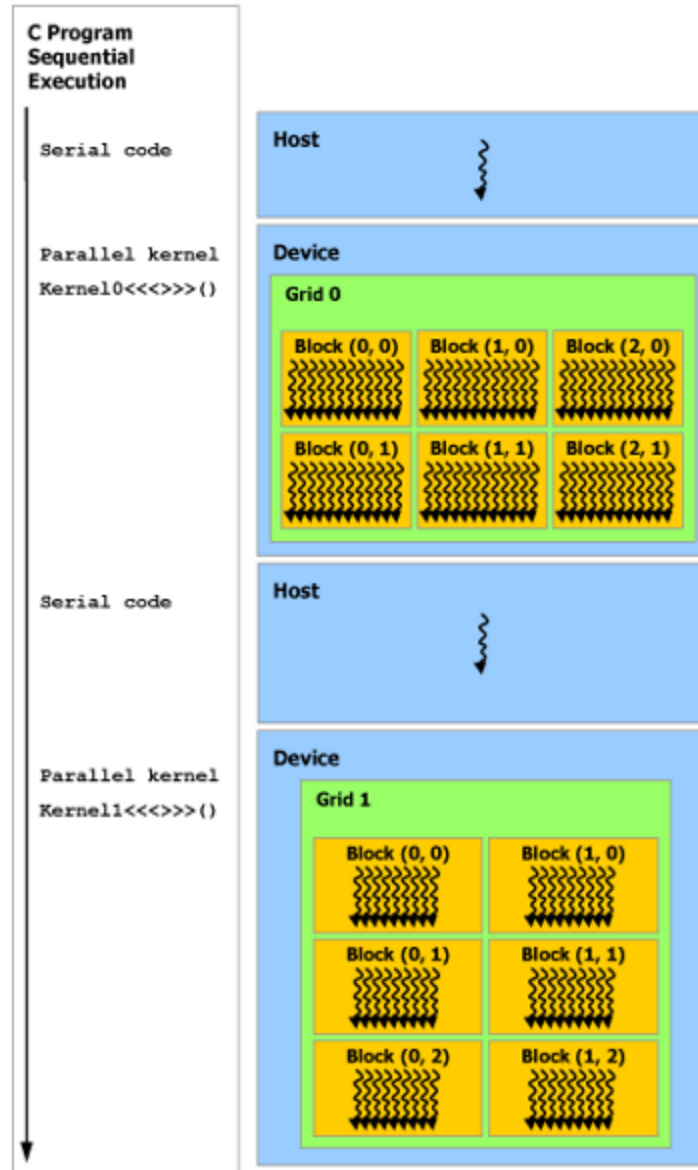 C Program
Sequential
Execution
Serial code
Host
Parallel kernel
Kernel0<<<>>>()
Device
Grid 0
Block (0, 0) Block (1, 0) Block (2, 0)
Block (0, 1) Block (1, 1) Block (2, 1)
Serial code
Host
Parallel kernel
Kernel1<<<>>>()
Device
Grid 1
Block (0, 0) Block (1, 0)
Block (0, 1) Block (1, 1)
Block (0, 2) Block (1, 2)